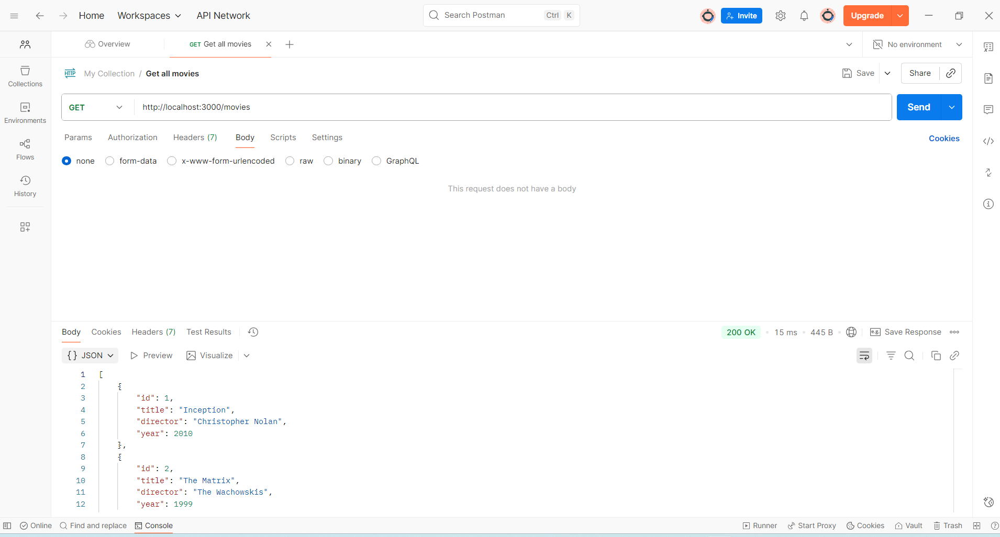 Home Workspaces API Network Search Postman Ctrl K Invite Upgrade
Overview GET Get all movies No environment
HTTP My Collection / Get all movies Save Share
GET http://localhost:3000/movies Send
Params Authorization Headers (7) Body Scripts Settings Cookies
none form-data x-www-form-urlencoded raw binary GraphQL
This request does not have a body
Collections
Environments
Flows
History
Body Cookies Headers (7) Test Results 200 OK • 15 ms • 445 B • e.g. Save Response
{} JSON Preview Visualize
1 [
2 {
3 "id": 1,
4 "title": "Inception",
5 "director": "Christopher Nolan",
6 "year": 2010
7 },
8 {
9 "id": 2,
10 "title": "The Matrix",
11 "director": "The Wachowskis",
12 "year": 1999
Online Find and replace Console Runner Start Proxy Cookies Vault Trash